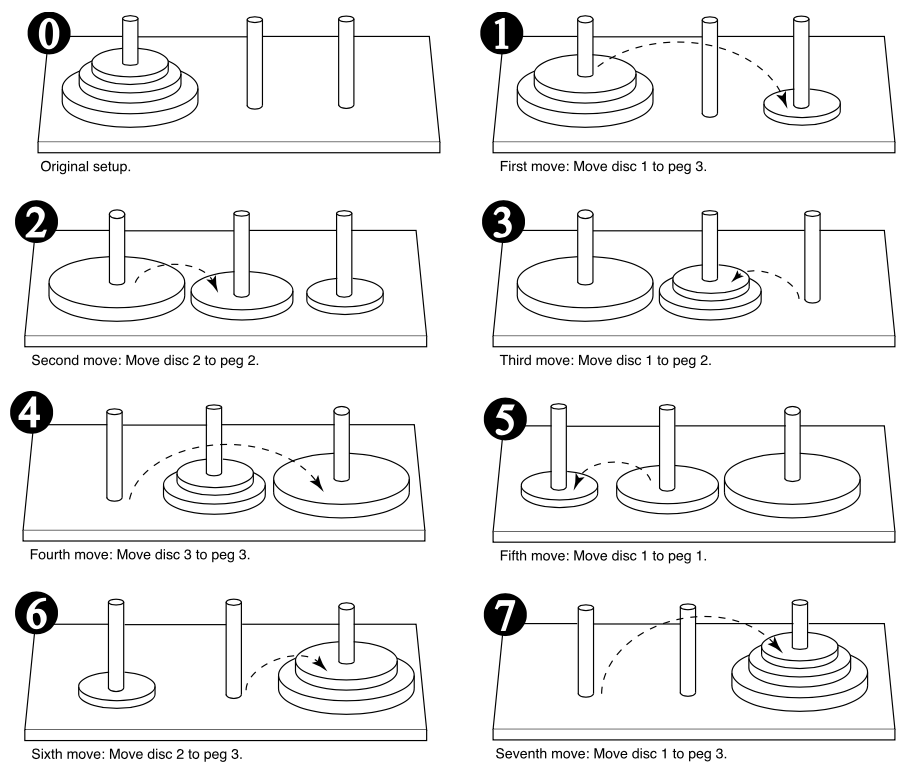 0
Original setup.
1
First move: Move disc 1 to peg 3.
2
Second move: Move disc 2 to peg 2.
3
Third move: Move disc 1 to peg 2.
4
Fourth move: Move disc 3 to peg 3.
5
Fifth move: Move disc 1 to peg 1.
6
Sixth move: Move disc 2 to peg 3.
7
Seventh move: Move disc 1 to peg 3.